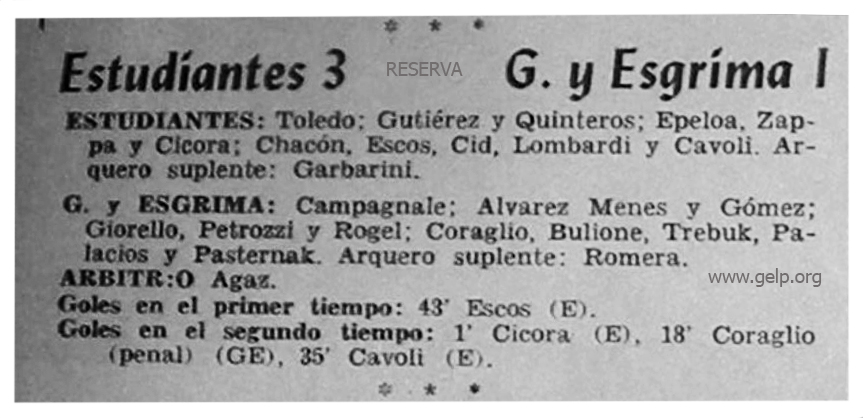 * * *
Estudiantes 3 RESERVA G. y Esgrima 1
ESTUDIANTES: Toledo; Gutiérez y Quinteros; Epeloa, Zap-
pa y Cicora; Chacón, Escos, Cid, Lombardi y Cavoli. Ar-
quero suplente: Garbarini.
G. y ESGRIMA: Campagnale; Alvarez Menes y Gómez;
Giorello, Petrozzi y Rogel; Coraglio, Bulione, Trebuk, Pa-
lacios y Pasternak. Arquero suplente: Romera.
ARBITR:O Agaz.
www.gelp.org
Goles en el primer tiempo: 43' Escos (E).
Goles en el segundo tiempo: 1' Cicora (E), 18' Coraglio
(penal) (GE), 35' Cavoli (E).
* * *